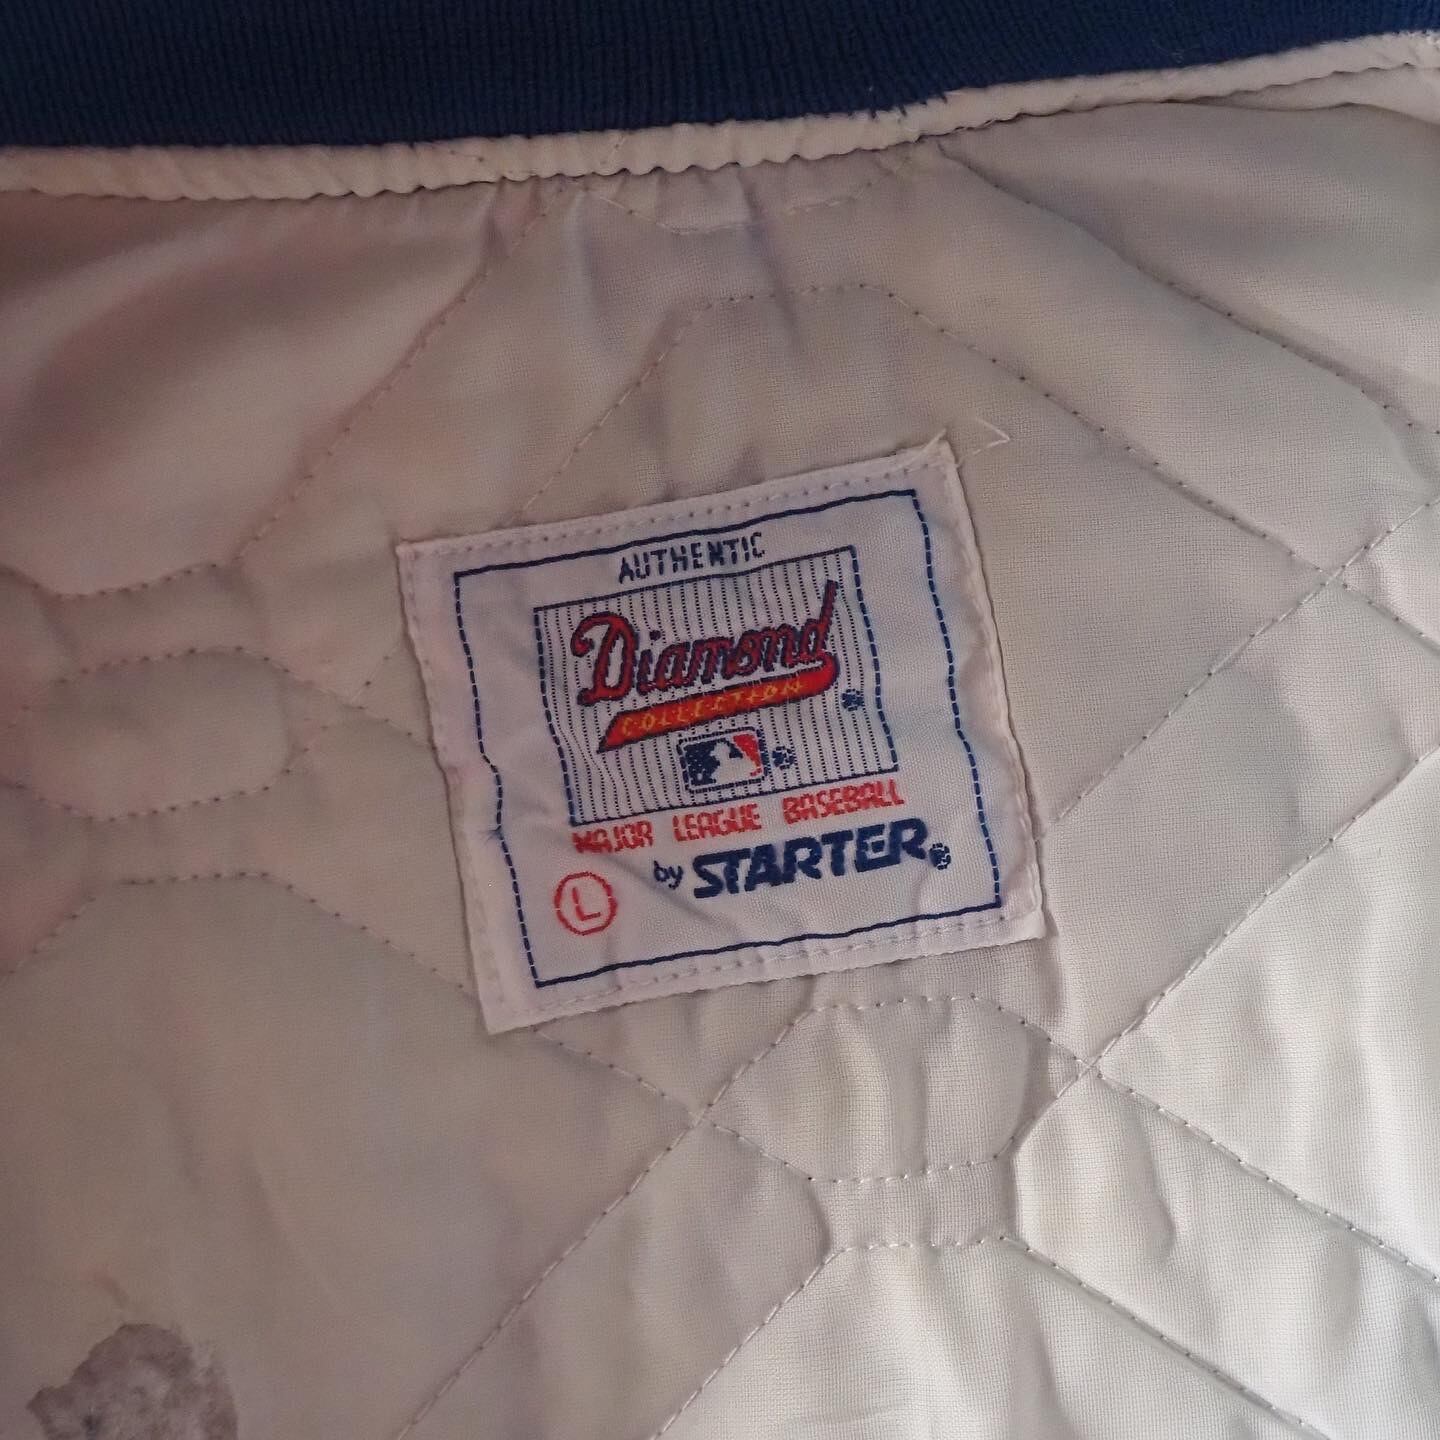 AUTHENTIC
Diamond
COLLECTION
MAJOR LEAGUE BASEBALL
by STARTER
L